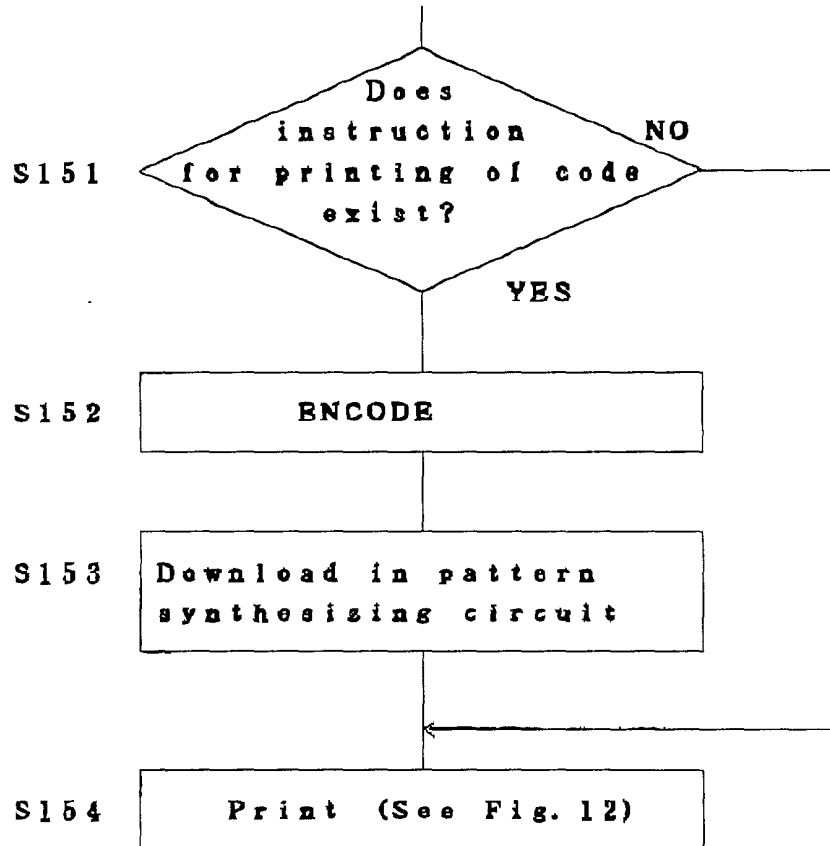 Does
instruction
NO
S151
for printing of code
exist?
YES
S152
ENCODE
S153
Download in pattern
synthesizing circuit
S154
Print (See Fig. 12)